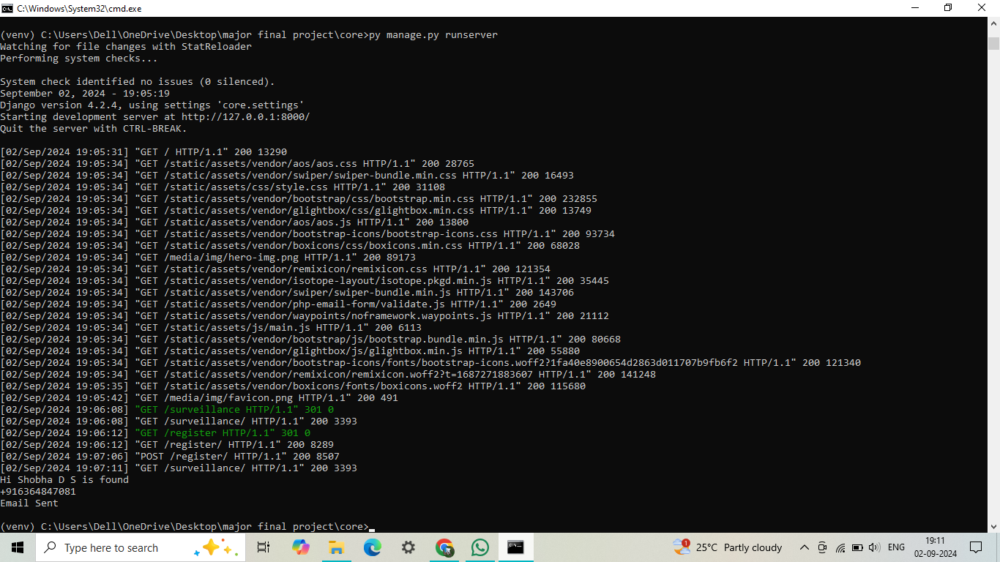 C:\Windows\System32\cmd.exe
(venv) C:\Users\Dell\OneDrive\Desktop\major final project\core>py manage.py runserver
Watching for file changes with StatReloader
Performing system checks...
System check identified no issues (0 silenced).
September 02, 2024 - 19:05:19
Django version 4.2.4, using settings 'core.settings'
Starting development server at http://127.0.0.1:8000/
Quit the server with CTRL-BREAK.
[02/Sep/2024 19:05:31] "GET / HTTP/1.1" 200 13290
[02/Sep/2024 19:05:34] "GET /static/assets/vendor/aos/aos.css HTTP/1.1" 200 28765
[02/Sep/2024 19:05:34] "GET /static/assets/vendor/swiper/swiper-bundle.min.css HTTP/1.1" 200 16493
[02/Sep/2024 19:05:34] "GET /static/assets/css/style.css HTTP/1.1" 200 31108
[02/Sep/2024 19:05:34] "GET /static/assets/vendor/bootstrap/css/bootstrap.min.css HTTP/1.1" 200 232855
[02/Sep/2024 19:05:34] "GET /static/assets/vendor/glightbox/css/glightbox.min.css HTTP/1.1" 200 13749
[02/Sep/2024 19:05:34] "GET /static/assets/vendor/aos/aos.js HTTP/1.1" 200 13800
[02/Sep/2024 19:05:34] "GET /static/assets/vendor/bootstrap-icons/bootstrap-icons.css HTTP/1.1" 200 93734
[02/Sep/2024 19:05:34] "GET /static/assets/vendor/boxicons/css/boxicons.min.css HTTP/1.1" 200 68028
[02/Sep/2024 19:05:34] "GET /media/img/hero-img.png HTTP/1.1" 200 89173
[02/Sep/2024 19:05:34] "GET /static/assets/vendor/remixicon/remixicon.css HTTP/1.1" 200 121354
[02/Sep/2024 19:05:34] "GET /static/assets/vendor/isotope-layout/isotope.pkgd.min.js HTTP/1.1" 200 35445
[02/Sep/2024 19:05:34] "GET /static/assets/vendor/swiper/swiper-bundle.min.js HTTP/1.1" 200 143706
[02/Sep/2024 19:05:34] "GET /static/assets/vendor/php-email-form/validate.js HTTP/1.1" 200 2649
[02/Sep/2024 19:05:34] "GET /static/assets/vendor/waypoints/noframework.waypoints.js HTTP/1.1" 200 21112
[02/Sep/2024 19:05:34] "GET /static/assets/js/main.js HTTP/1.1" 200 6113
[02/Sep/2024 19:05:34] "GET /static/assets/vendor/bootstrap/js/bootstrap.bundle.min.js HTTP/1.1" 200 80668
[02/Sep/2024 19:05:34] "GET /static/assets/vendor/glightbox/js/glightbox.min.js HTTP/1.1" 200 55880
[02/Sep/2024 19:05:34] "GET /static/assets/vendor/bootstrap-icons/fonts/bootstrap-icons.woff2?1fa40e8900654d2863d011707b9fb6f2 HTTP/1.1" 200 121340
[02/Sep/2024 19:05:34] "GET /static/assets/vendor/remixicon/remixicon.woff2?t=1687271883607 HTTP/1.1" 200 141248
[02/Sep/2024 19:05:35] "GET /static/assets/vendor/boxicons/fonts/boxicons.woff2 HTTP/1.1" 200 115680
[02/Sep/2024 19:05:42] "GET /media/img/favicon.png HTTP/1.1" 200 491
[02/Sep/2024 19:06:08] "GET /surveillance HTTP/1.1" 301 0
[02/Sep/2024 19:06:08] "GET /surveillance/ HTTP/1.1" 200 3393
[02/Sep/2024 19:06:12] "GET /register HTTP/1.1" 301 0
[02/Sep/2024 19:06:12] "GET /register/ HTTP/1.1" 200 8289
[02/Sep/2024 19:07:06] "POST /register/ HTTP/1.1" 200 8507
[02/Sep/2024 19:07:11] "GET /surveillance/ HTTP/1.1" 200 3393
Hi Shobha D S is found
+916364847081
Email Sent
(venv) C:\Users\Dell\OneDrive\Desktop\major final project\core>
Type here to search
1
25°C Partly cloudy
ENG
19:11
02-09-2024